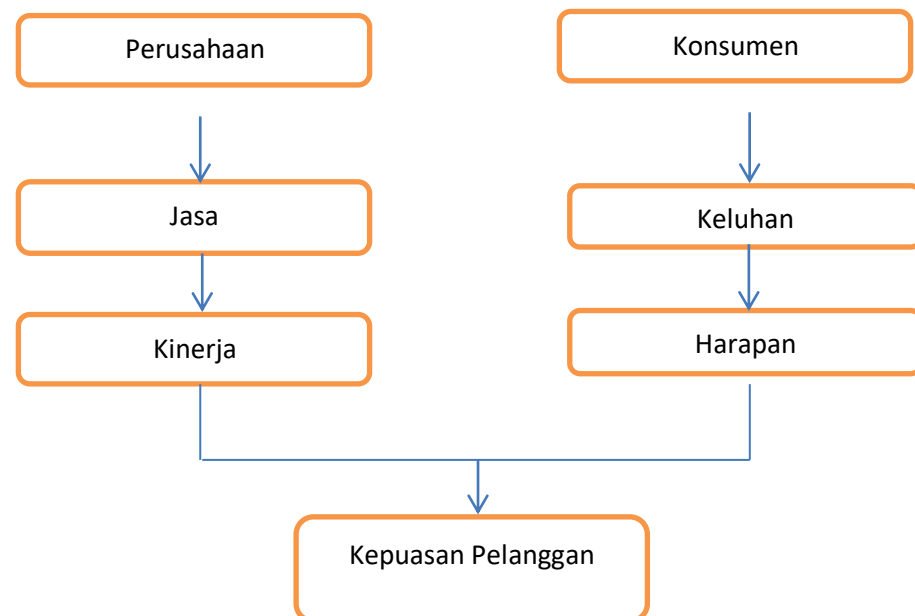 Perusahaan
Konsumen
Jasa
Keluhan
Kinerja
Harapan
Kepuasan Pelanggan